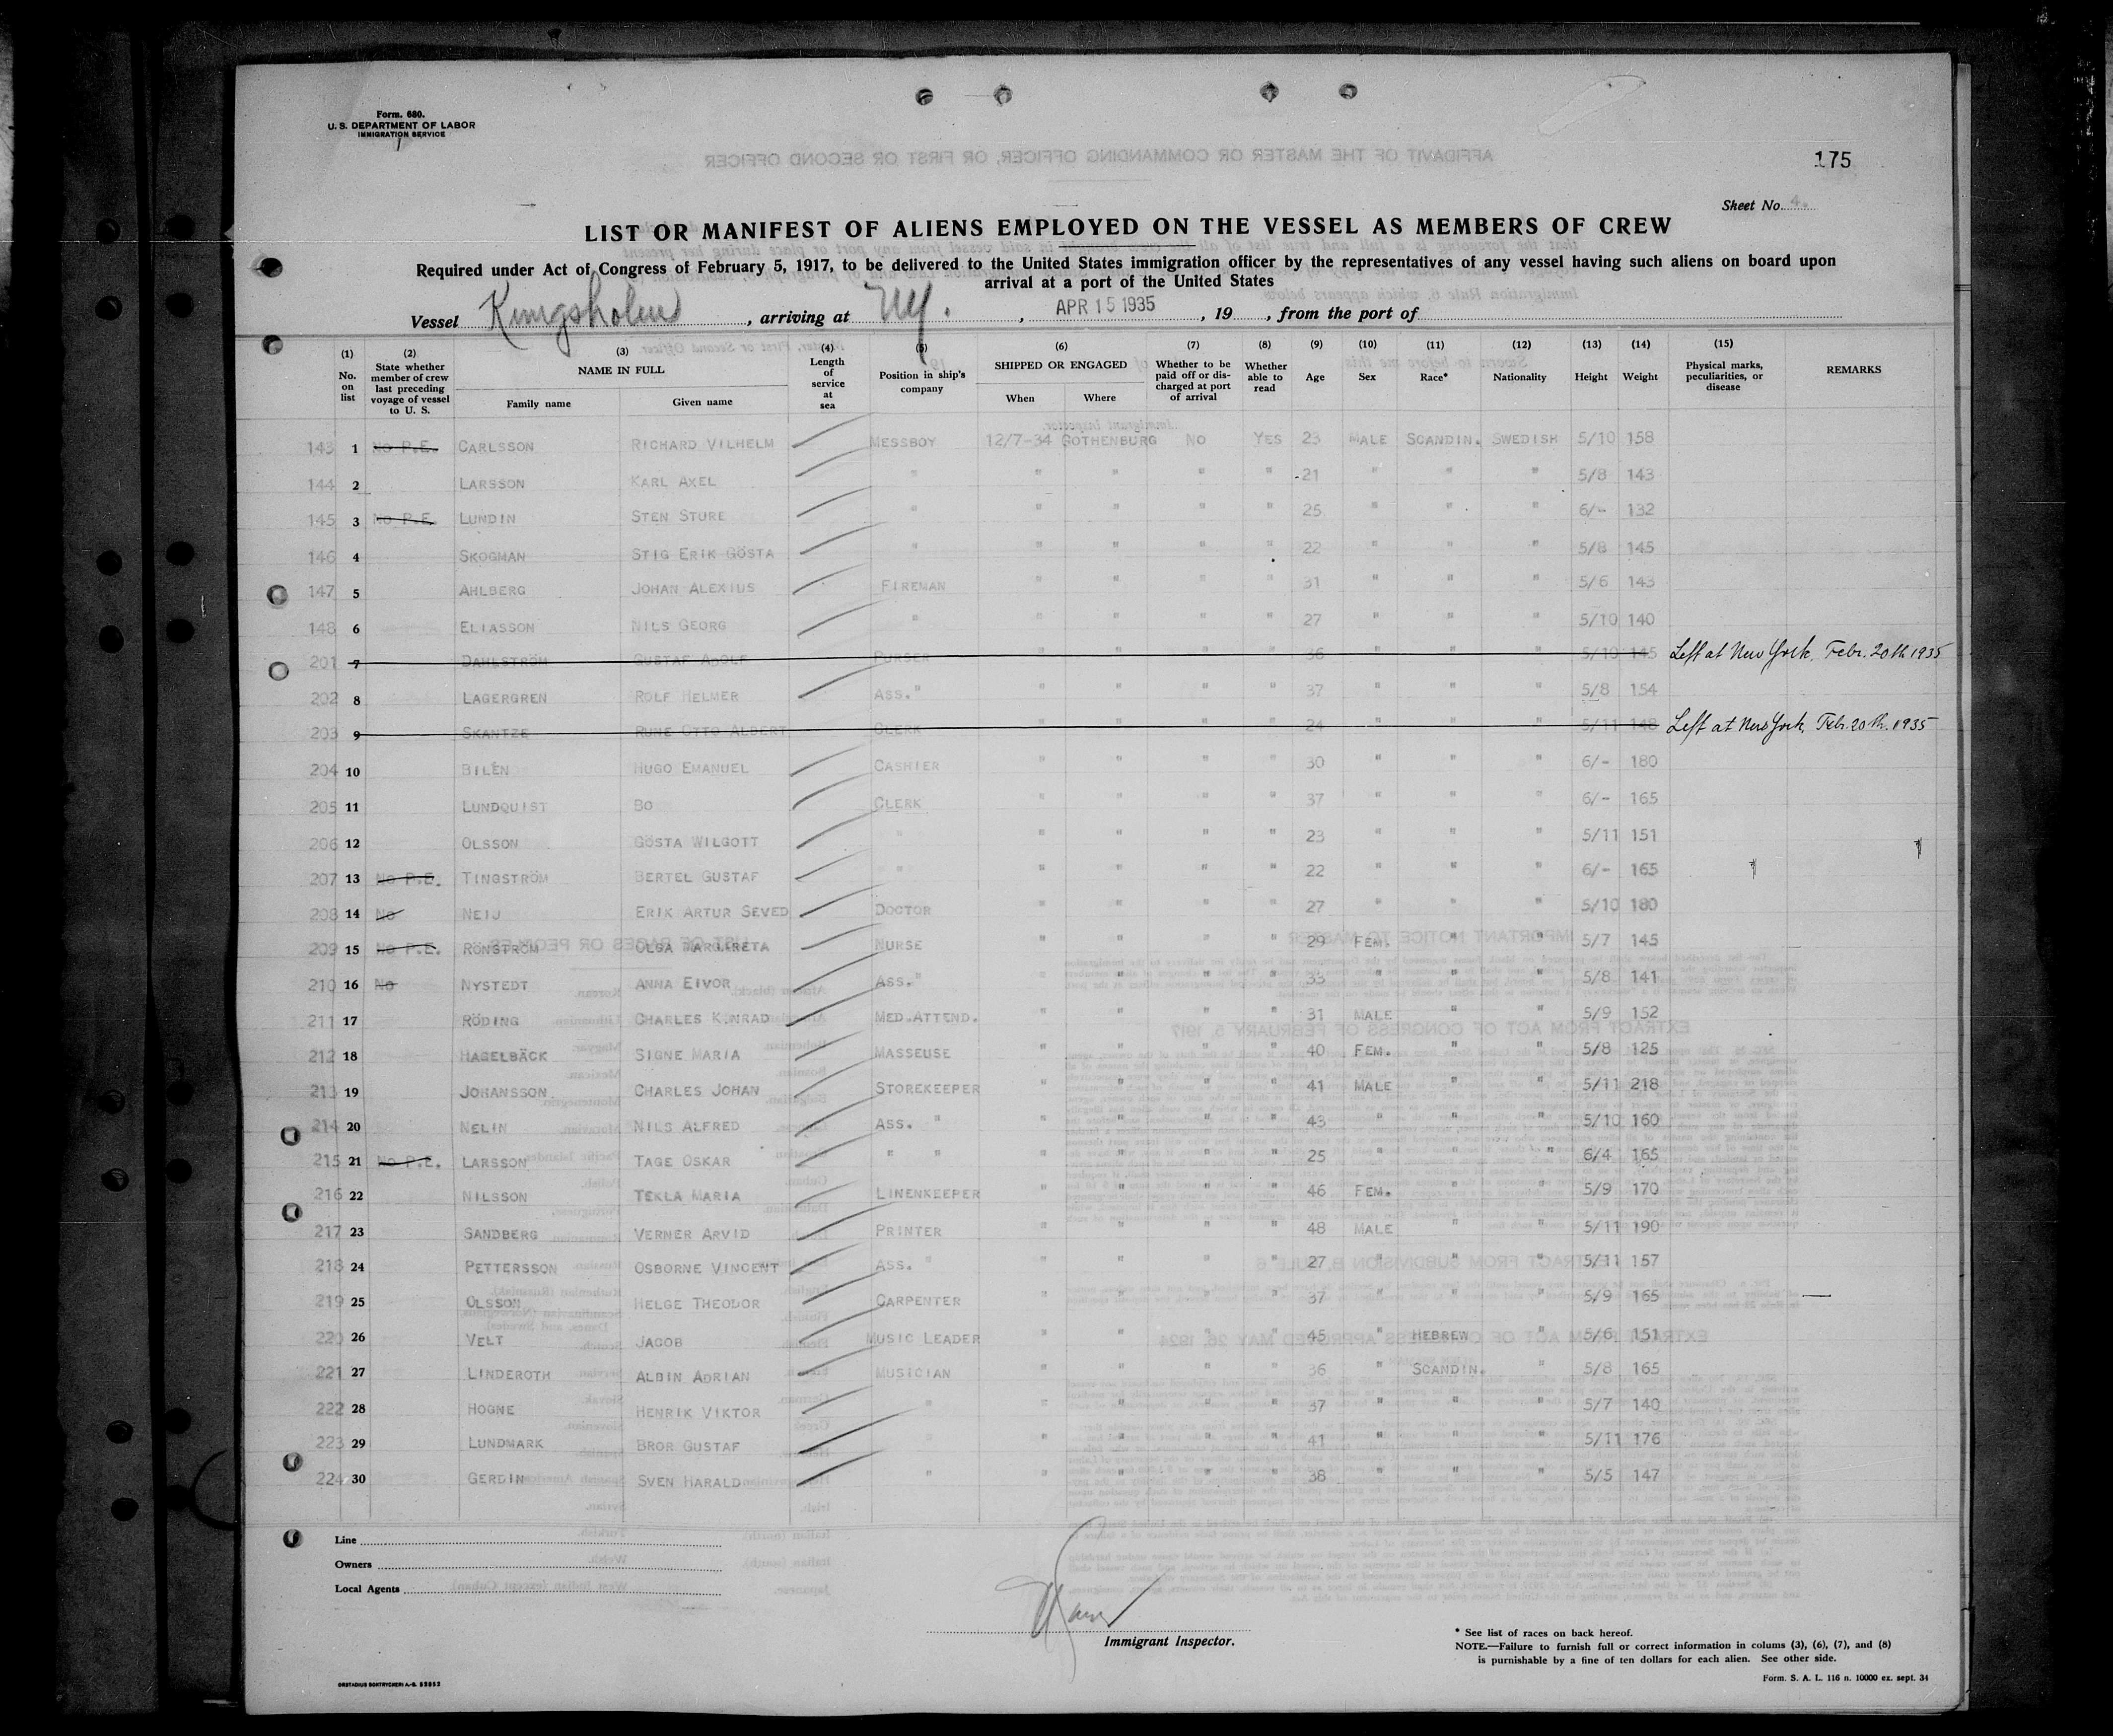 Form. 680.
U. S. DEPARTMENT OF LABOR
IMMIGRATION SERVICE
AFFIDAVIT OF THE MASTER OR COMMANDING OFFICER, OR FIRST OR SECOND OFFICER
175
Sheet No. 4.
LIST OR MANIFEST OF ALIENS EMPLOYED ON THE VESSEL AS MEMBERS OF CREW
Required under Act of Congress of February 5, 1917, to be delivered to the United States immigration officer by the representatives of any vessel having such aliens on board upon
arrival at a port of the United States
Vessel Kungsholm, arriving at NY., APR 15 1935, 19, from the port of
(1) No. on list (2) State whether member of crew last preceding voyage of vessel to U. S. (3) NAME IN FULL Family name Given name (4) Length of service at sea (5) Position in ship's company (6) SHIPPED OR ENGAGED When Where (7) Whether to be paid off or discharged at port of arrival (8) Whether able to read (9) Age (10) Sex (11) Race* (12) Nationality (13) Height (14) Weight (15) Physical marks, peculiarities, or disease REMARKS
143 1 No P.E. CARLSSON RICHARD VILHELM MESSBOY 12/7-34 GOTHENBURG NO YES 23 MALE SCANDIN. SWEDISH 5/10 158
144 2 LARSSON KARL AXEL " " " " " 21 " " " 5/8 143
145 3 No P.E. LUNDIN STEN STURE " " " " " 25 " " " 6/- 132
146 4 SKOGMAN STIG ERIK GÖSTA " " " " " 22 " " " 5/8 145
147 5 AHLBERG JOHAN ALEXIUS FIREMAN " " " " 31 " " " 5/6 143
148 6 ELIASSON NILS GEORG " " " " " 27 " " " 5/10 140
201 7 DAHLSTRÖM GUSTAF ADOLF PURSER " " " " 36 " " " 5/10 145 Left at New York, Febr. 20th 1935
202 8 LAGERGREN ROLF HELMER ASS." " " " " 37 " " " 5/8 154
203 9 SKANTZE RUNE OTTO ALBERT CLERK " " " " 24 " " " 5/11 148 Left at New York, Feb. 20th. 1935
204 10 BILÉN HUGO EMANUEL CASHIER " " " " 30 " " " 6/- 180
205 11 LUNDQUIST BO CLERK " " " " 37 " " " 6/- 165
206 12 OLSSON GÖSTA WILGOTT " " " " " 23 " " " 5/11 151
207 13 No P.E. TINGSTRÖM BERTEL GUSTAF " " " " " " 22 " " " 6/- 165
208 14 No NEIJ ERIK ARTUR SEVED DOCTOR " " " " 27 " " " 5/10 180
209 15 No P.E. RÖNSTRÖM OLGA MARGARETA NURSE " " " " 29 FEM. " " 5/7 145
210 16 No NYSTEDT ANNA EIVOR ASS." " " " " 33 " " " 5/8 141
211 17 RÖDING CHARLES KONRAD MED.ATTEND. " " " " 31 MALE " " 5/9 152
212 18 HAGELBÄCK SIGNE MARIA MASSEUSE " " " " 40 FEM. " " 5/8 125
213 19 JOHANSSON CHARLES JOHAN STOREKEEPER " " " " 41 MALE " " 5/11 218
214 20 NELIN NILS ALFRED ASS. " " " " " 43 " " " 5/10 160
215 21 No P.E. LARSSON TAGE OSKAR " " " " " " 25 " " " 6/4 165
216 22 NILSSON TEKLA MARIA LINENKEEPER " " " " 46 FEM. " " 5/9 170
217 23 SANDBERG VERNER ARVID PRINTER " " " " 48 MALE " " 5/11 190
218 24 PETTERSSON OSBORNE VINCENT ASS. " " " " " 27 " " " 5/11 157
219 25 OLSSON HELGE THEODOR CARPENTER " " " " 37 " " " 5/9 165
220 26 VELT JACOB MUSIC LEADER " " " " 45 " HEBREW " 5/6 151
221 27 LINDEROTH ALBIN ADRIAN MUSICIAN " " " " 36 " SCANDIN. " 5/8 165
222 28 HOGNE HENRIK VIKTOR " " " " " 37 " " " 5/7 140
223 29 LUNDMARK BROR GUSTAF " " " " " 41 " " " 5/11 176
224 30 GERDIN SVEN HARALD " " " " " 38 " " " 5/5 147
Line
Owners
Local Agents
Immigrant Inspector.
* See list of races on back hereof.
NOTE.—Failure to furnish full or correct information in colums (3), (6), (7), and (8)
is purnishable by a fine of ten dollars for each alien. See other side.
Form. S. A. L. 116 n. 10000 ex. sept. 34